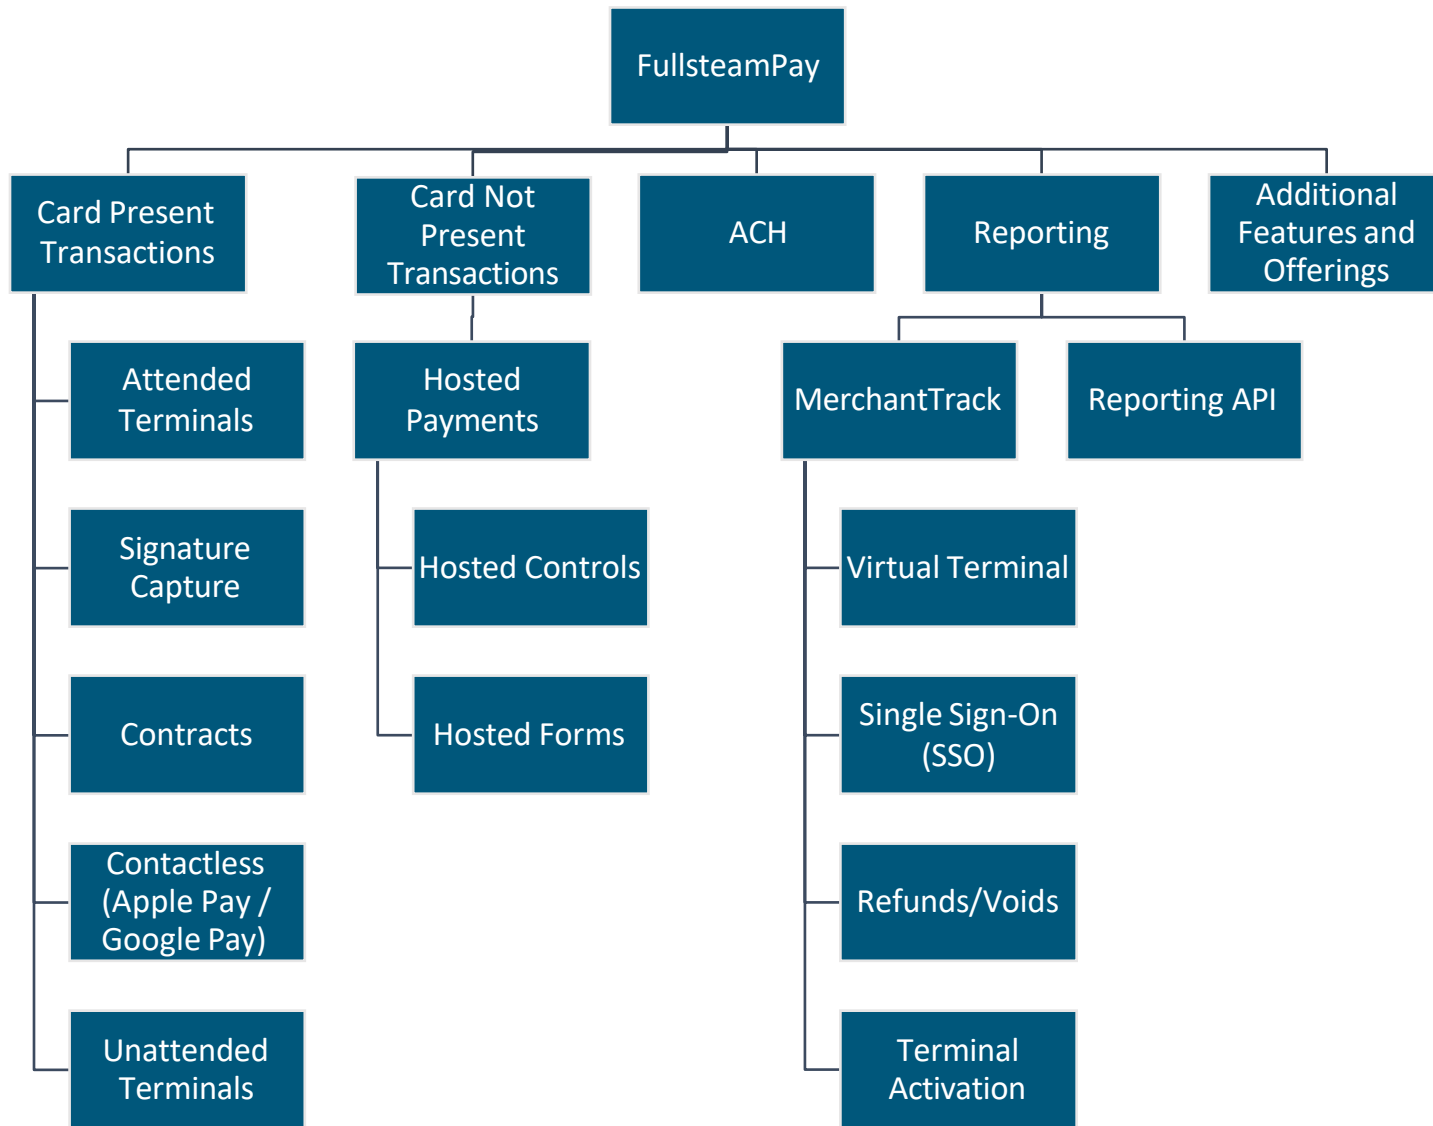 FullsteamPay
Card Present
Transactions
Card Not
Present
Transactions
ACH
Reporting
Additional
Features and
Offerings
Attended
Terminals
Signature
Capture
Contracts
Contactless
(Apple Pay /
Google Pay)
Unattended
Terminals
Hosted
Payments
Hosted Controls
Hosted Forms
MerchantTrack
Reporting API
Virtual Terminal
Single Sign-On
(SSO)
Refunds/Voids
Terminal
Activation